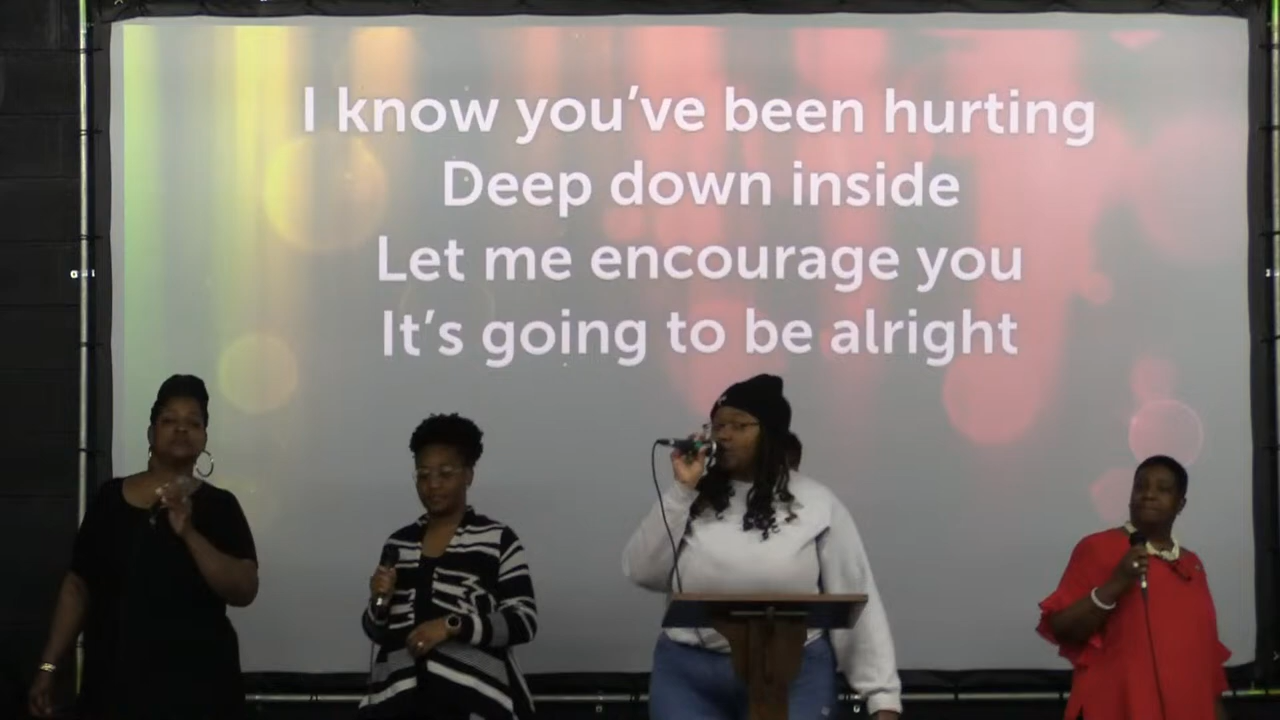 I know you've been hurting
Deep down inside
Let me encourage you
It's going to be alright